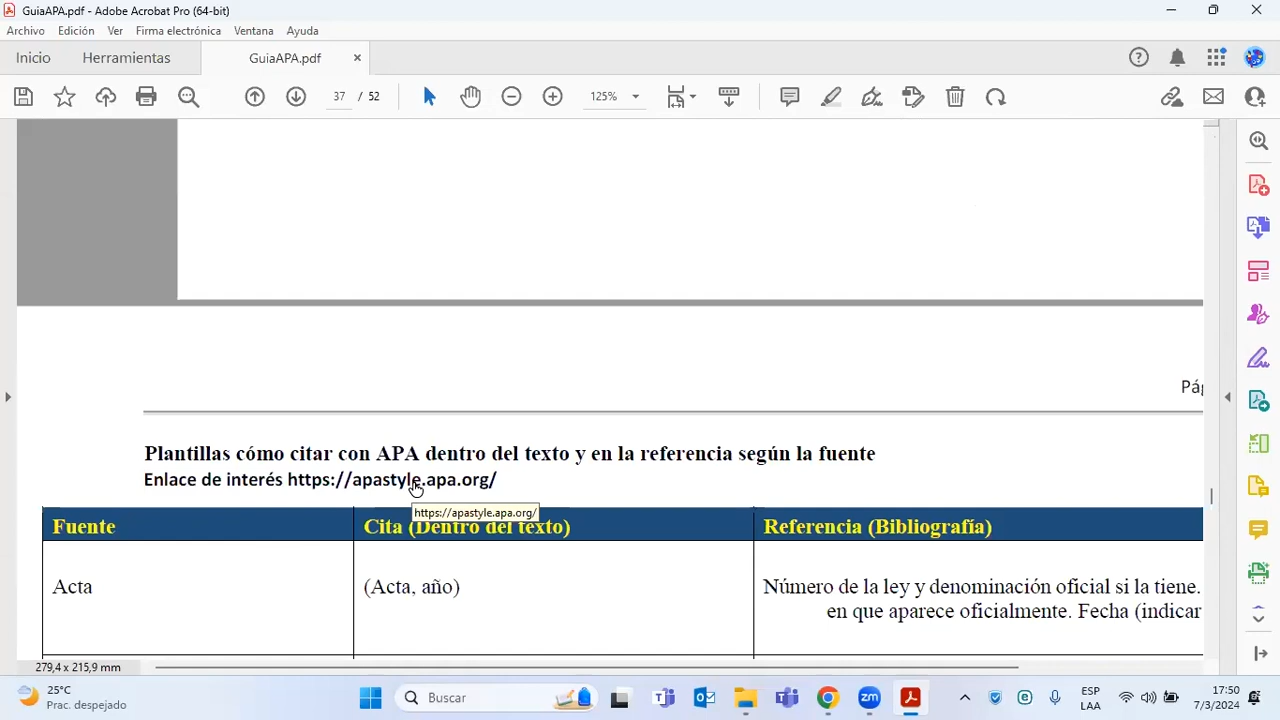 GuiaAPA.pdf - Adobe Acrobat Pro (64-bit)
Archivo Edición Ver Firma electrónica Ventana Ayuda
Inicio Herramientas GuiaAPA.pdf ×
37 / 52 125%
Pág
Plantillas cómo citar con APA dentro del texto y en la referencia según la fuente
Enlace de interés https://apastyle.apa.org/
https://apastyle.apa.org/
Fuente Cita (Dentro del texto) Referencia (Bibliografía)
Acta (Acta, año) Número de la ley y denominación oficial si la tiene.
en que aparece oficialmente. Fecha (indicar
279,4 x 215,9 mm
25°C
Prac. despejado
Buscar
zm
ESP
LAA
17:50
7/3/2024